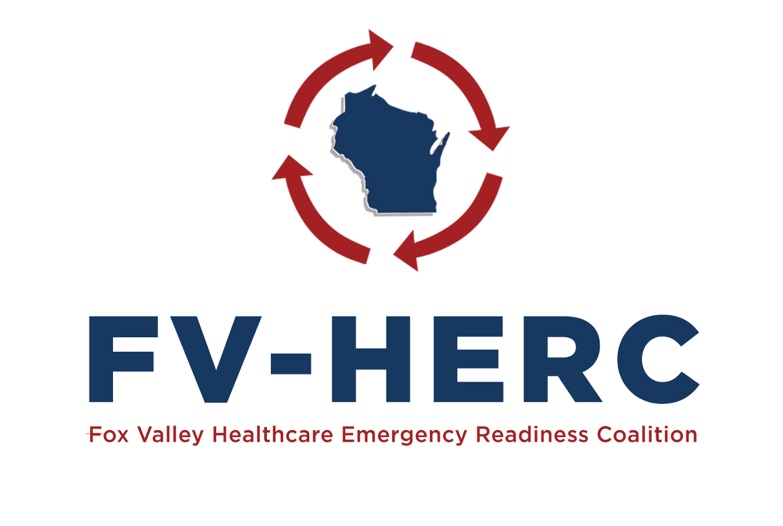 FV-HERC
Fox Valley Healthcare Emergency Readiness Coalition